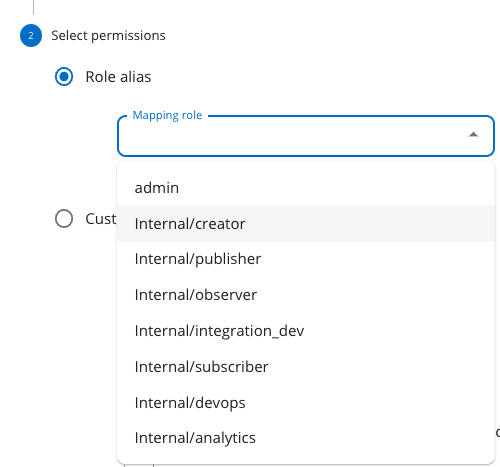 2 Select permissions
Role alias
Mapping role
admin
Internal/creator
Cust
Internal/publisher
Internal/observer
Internal/integration_dev
Internal/subscriber
Internal/devops
Internal/analytics